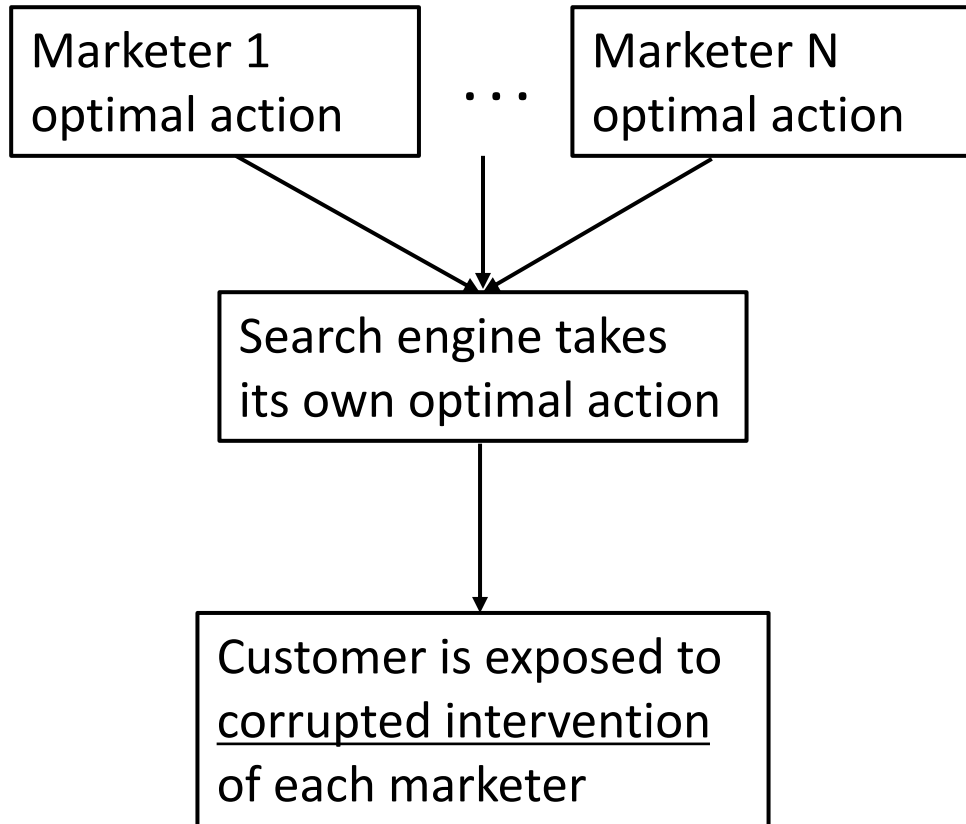 Marketer 1
optimal action
...
Marketer N
optimal action
Search engine takes
its own optimal action
Customer is exposed to
corrupted intervention
of each marketer